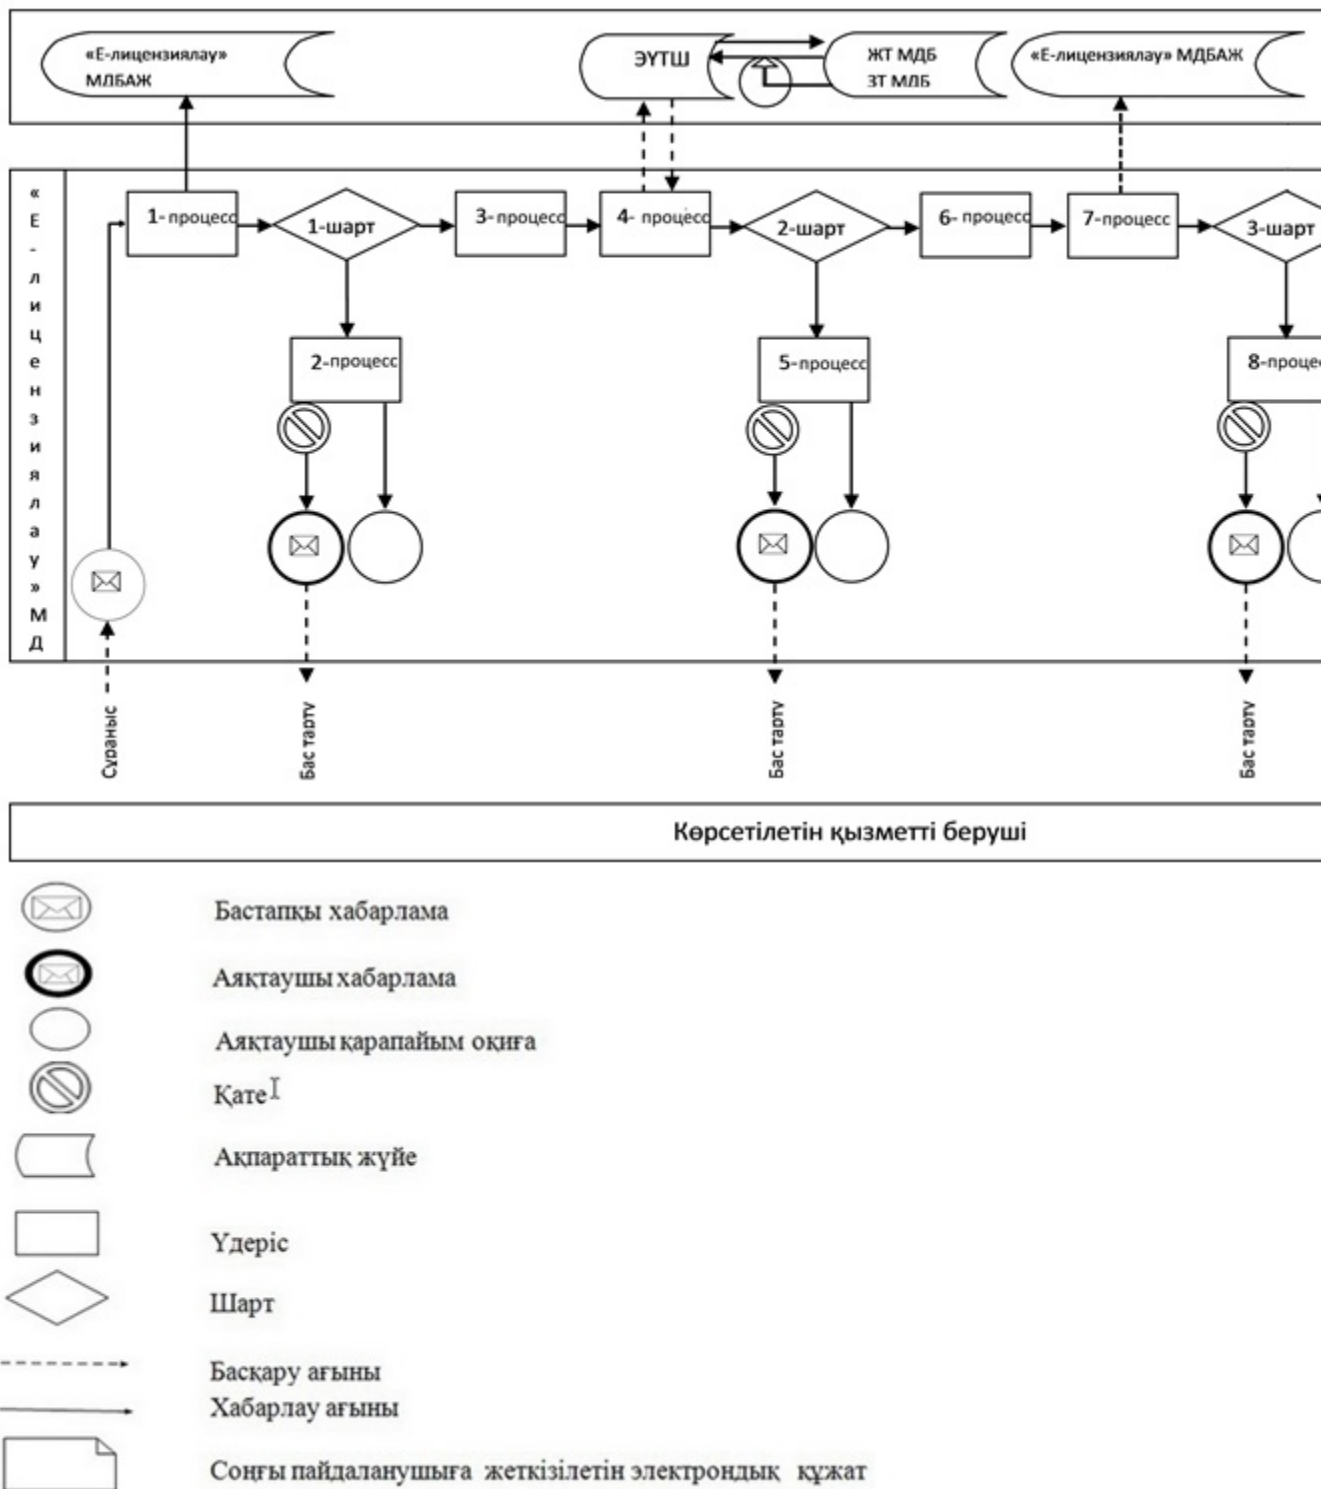 «Е-лицензиялау»
МДБАЖ
ЭҮТШ
ЖТ МДБ
ЗТ МДБ
«Е-лицензиялау» МДБАЖ
«Е-лицензиялау» МД
1- процесс
1-шарт
3- процесс
4- процесс
2-шарт
6- процесс
7-процесс
3-шарт
2-процесс
5-процесс
8-процес
Сұраныс
Бас тарту
Бас тарту
Бас тарту
Көрсетілетін қызметті беруші
Бастапқы хабарлама
Аяқтаушы хабарлама
Аяқтаушы қарапайым оқиға
Қате
Ақпараттық жүйе
Үдеріс
Шарт
Басқару ағыны
Хабарлау ағыны
Соңғы пайдаланушыға жеткізілетін электрондық құжат